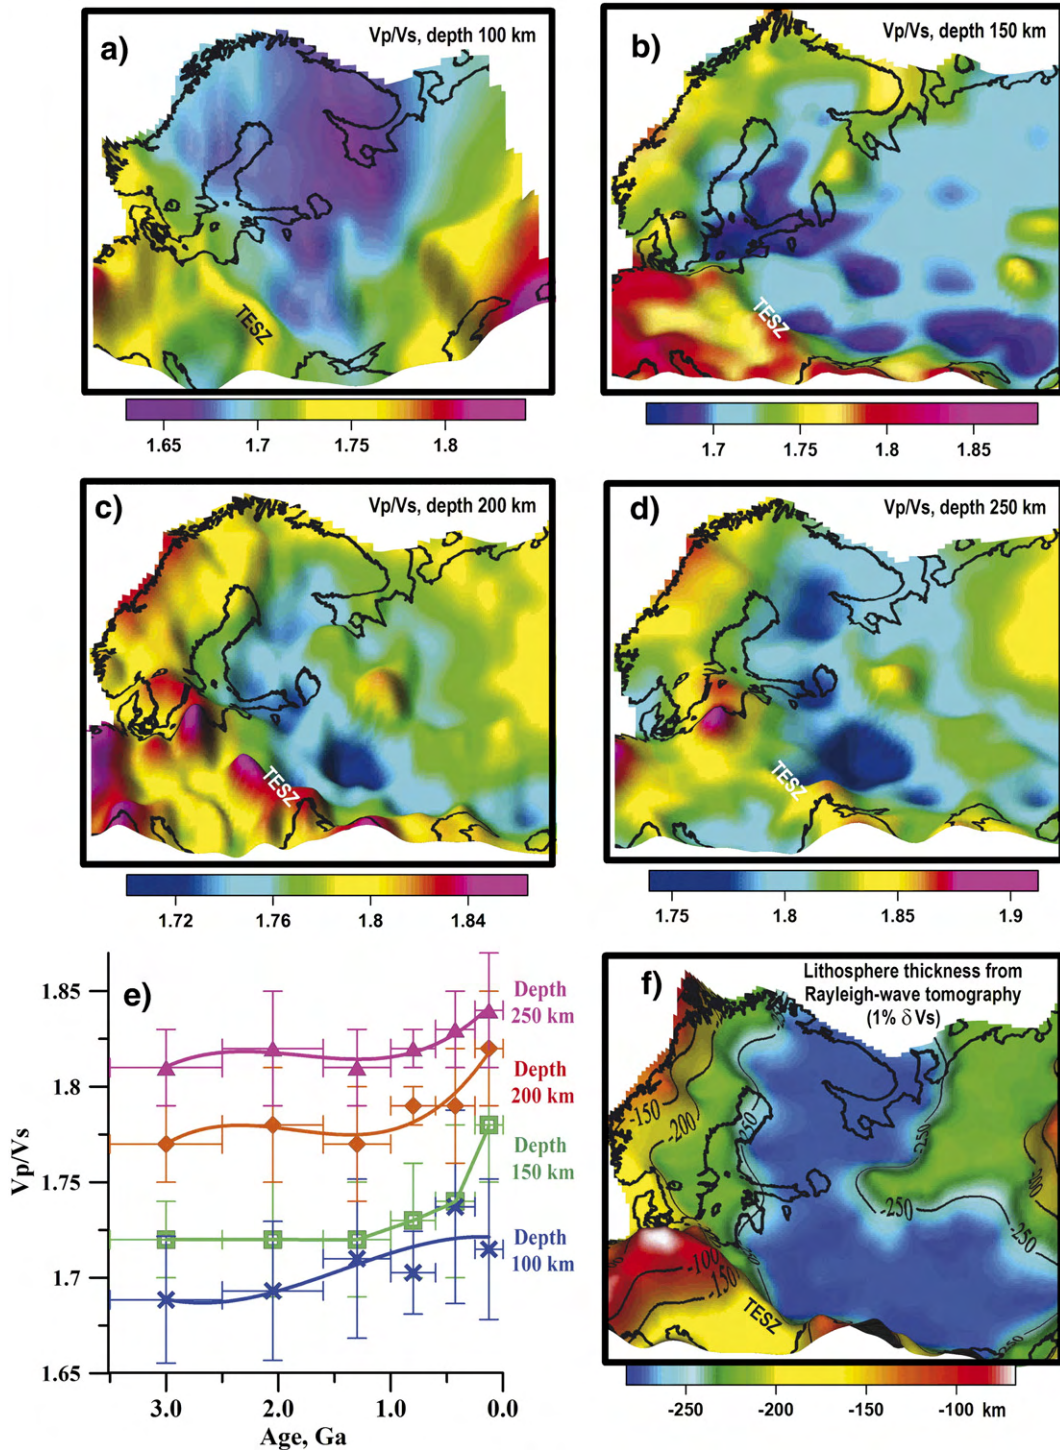 a)
Vp/Vs, depth 100 km
TESZ
1.65
1.7
1.75
1.8
b)
Vp/Vs, depth 150 km
TESZ
1.7
1.75
1.8
1.85
c)
Vp/Vs, depth 200 km
TESZ
1.72
1.76
1.8
1.84
d)
Vp/Vs, depth 250 km
TESZ
1.75
1.8
1.85
1.9
e)
Vp/Vs
1.85
1.8
1.75
1.7
1.65
Depth
250 km
Depth
200 km
Depth
150 km
Depth
100 km
3.0
2.0
1.0
0.0
Age, Ga
f)
Lithosphere thickness from
Rayleigh-wave tomography
(1% δVs)
-150
-200
-250
-250
-250
-250
-200
-100
-150
-250
TESZ
-250
-200
-150
-100
km